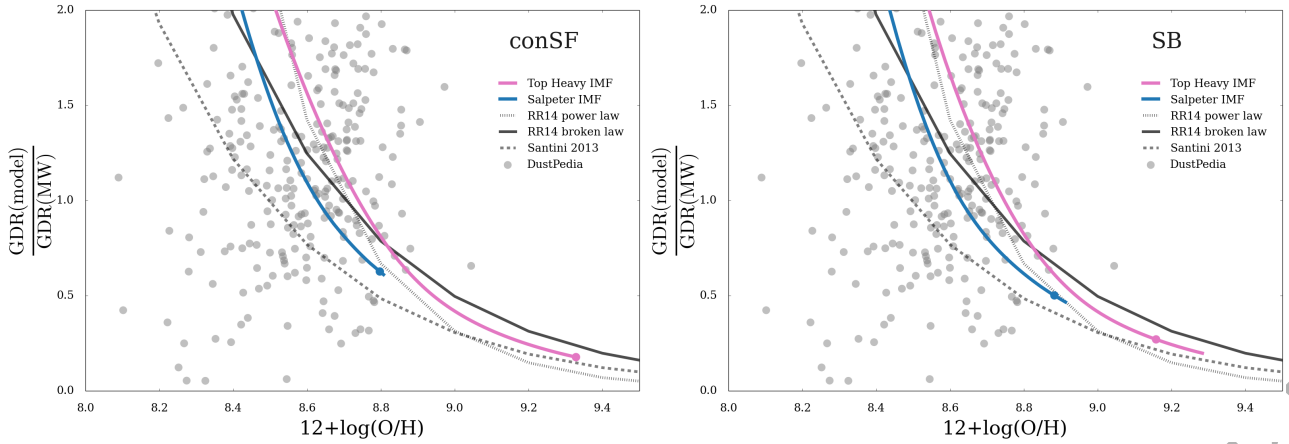 conSF
Top Heavy IMF
Salpeter IMF
RR14 power law
RR14 broken law
Santini 2013
DustPedia
GDR(model)
GDR(MW)
2.0
1.5
1.0
0.5
0.0
8.0 8.2 8.4 8.6 8.8 9.0 9.2 9.4
12+log(O/H)
SB
Top Heavy IMF
Salpeter IMF
RR14 power law
RR14 broken law
Santini 2013
DustPedia
GDR(model)
GDR(MW)
2.0
1.5
1.0
0.5
0.0
8.0 8.2 8.4 8.6 8.8 9.0 9.2 9.4
12+log(O/H)